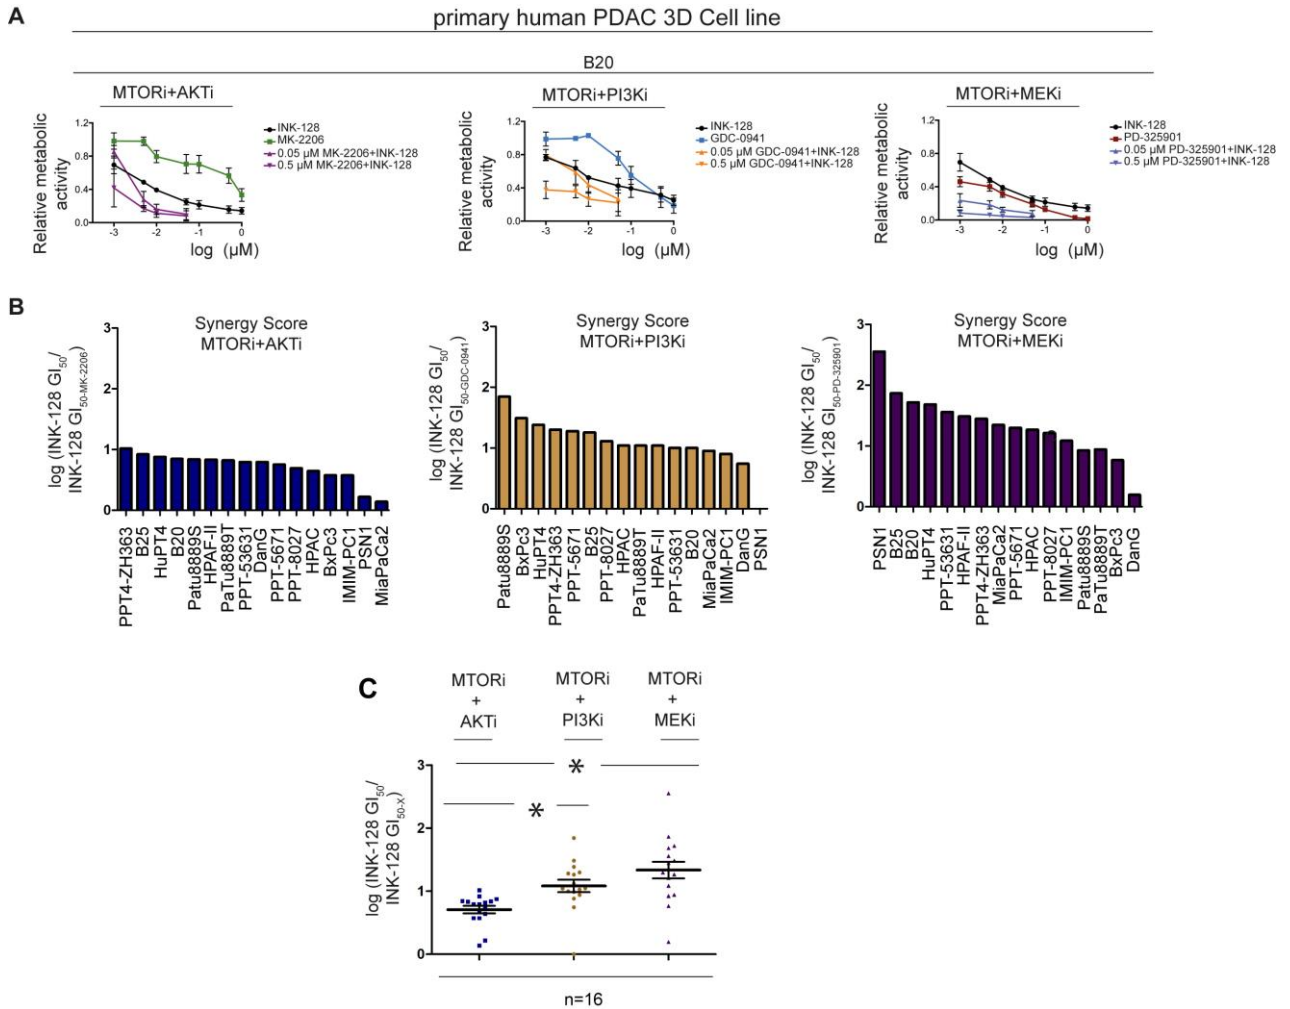 A
primary human PDAC 3D Cell line
B20
MTORi+AKTi
Relative metabolic
activity
1.2
0.8
0.4
0.0
-3
-2
-1
0
log (µM)
INK-128
MK-2206
0.05 µM MK-2206+INK-128
0.5 µM MK-2206+INK-128
MTORi+PI3Ki
Relative metabolic
activity
1.2
0.8
0.4
0.0
-3
-2
-1
0
log (µM)
INK-128
GDC-0941
0.05 µM GDC-0941+INK-128
0.5 µM GDC-0941+INK-128
MTORi+MEKi
Relative metabolic
activity
1.2
0.8
0.4
0.0
-3
-2
-1
0
log (µM)
INK-128
PD-325901
0.05 µM PD-325901+INK-128
0.5 µM PD-325901+INK-128
B
Synergy Score
MTORi+AKTi
log (INK-128 GI50/
INK-128 GI50-MK-2206)
3
2
1
0
PPT4-ZH363
B25
HuPT4
B20
Patu8889S
HPAF-II
PaTu8889T
PPT-53631
DanG
PPT-5671
PPT-8027
HPAC
BxPc3
IMIM-PC1
PSN1
MiaPaCa2
Synergy Score
MTORi+PI3Ki
log (INK-128 GI50/
INK-128 GI50-GDC-0941)
3
2
1
0
Patu8889S
BxPc3
HuPT4
PPT4-ZH363
PPT-5671
B25
PPT-8027
HPAC
PaTu8889T
HPAF-II
PPT-53631
B20
MiaPaCa2
IMIM-PC1
DanG
PSN1
Synergy Score
MTORi+MEKi
log (INK-128 GI50/
INK-128 GI50-PD-325901)
3
2
1
0
PSN1
B25
B20
HuPT4
PPT-53631
HPAF-II
PPT4-ZH363
MiaPaCa2
PPT-5671
HPAC
PPT-8027
IMIM-PC1
Patu8889S
PaTu8889T
BxPc3
DanG
C
MTORi
+
AKTi
MTORi
+
PI3Ki
MTORi
+
MEKi
log (INK-128 GI50/
INK-128 GI50-X)
3
2
1
0
*
*
n=16